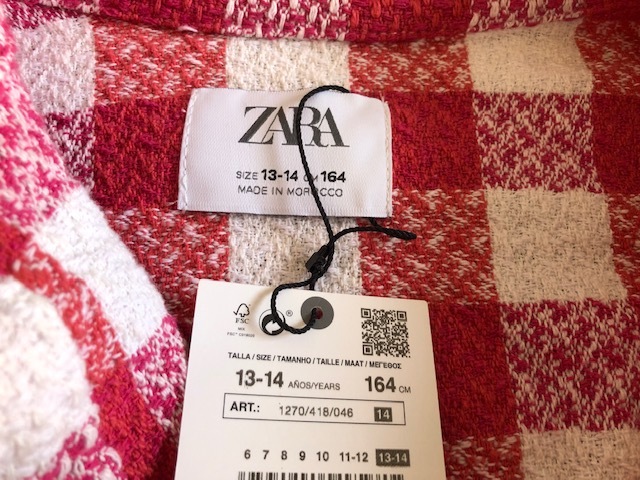 ZARA
SIZE 13-14 CM 164
MADE IN MOROCCO
FSC
MIX
®
TALLA / SIZE / TAMANHO / TAILLE / MAAT / ΜΕΓΕΘΟΣ
13-14 AÑOS/YEARS 164 CM
ART.: 1270/418/046 14
6 7 8 9 10 11-12 13-14